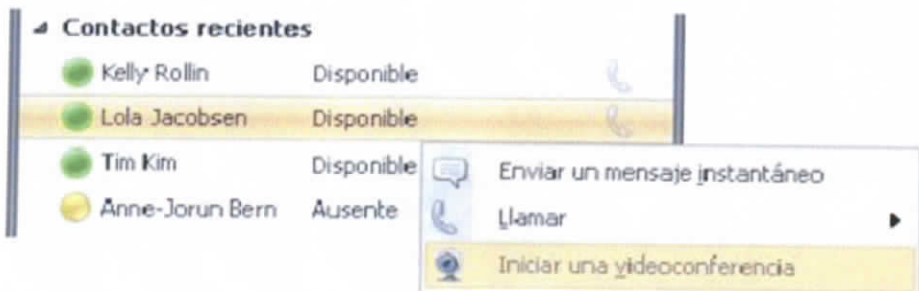 Contactos recientes
Kelly Rollin Disponible
Lola Jacobsen Disponible
Tim Kim Disponible
Anne-Jorun Bern Ausente
Enviar un mensaje instantáneo
Llamar
Iniciar una videoconferencia